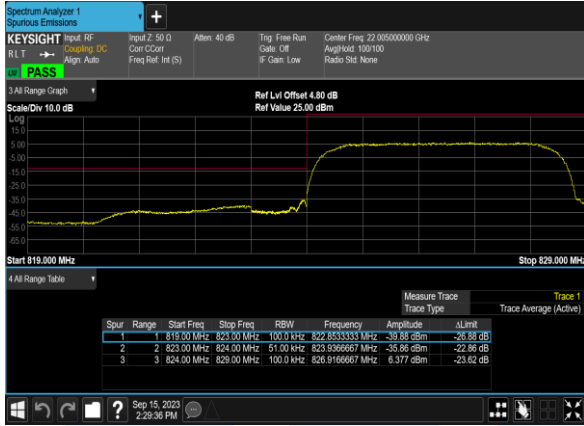 Spectrum Analyzer 1
Spurious Emissions
+
KEYSIGHT Input: RF Input Z: 50 Ω Atten: 40 dB Trig: Free Run Center Freq: 22.005000000 GHz
RLT Coupling: DC Corr CCorr Gate: Off Avg|Hold: 100/100
Align: Auto Freq Ref: Int (S) IF Gain: Low Radio Std: None
PASS
3 All Range Graph
Ref Lvl Offset 4.80 dB
Scale/Div 10.0 dB Ref Value 25.00 dBm
Log
15.0
5.00
-5.00
-15.0
-25.0
-35.0
-45.0
-55.0
-65.0
Start 819.000 MHz Stop 829.000 MHz
4 All Range Table
Measure Trace Trace 1
Trace Type Trace Average (Active)
Spur Range Start Freq Stop Freq RBW Frequency Amplitude ΔLimit
1 1 819.00 MHz 823.00 MHz 100.0 kHz 822.8533333 MHz -39.88 dBm -26.88 dB
2 2 823.00 MHz 824.00 MHz 51.00 kHz 823.9366667 MHz -35.86 dBm -22.86 dB
3 3 824.00 MHz 829.00 MHz 100.0 kHz 826.9166667 MHz 6.377 dBm -23.62 dB
?
Sep 15, 2023
2:29:36 PM